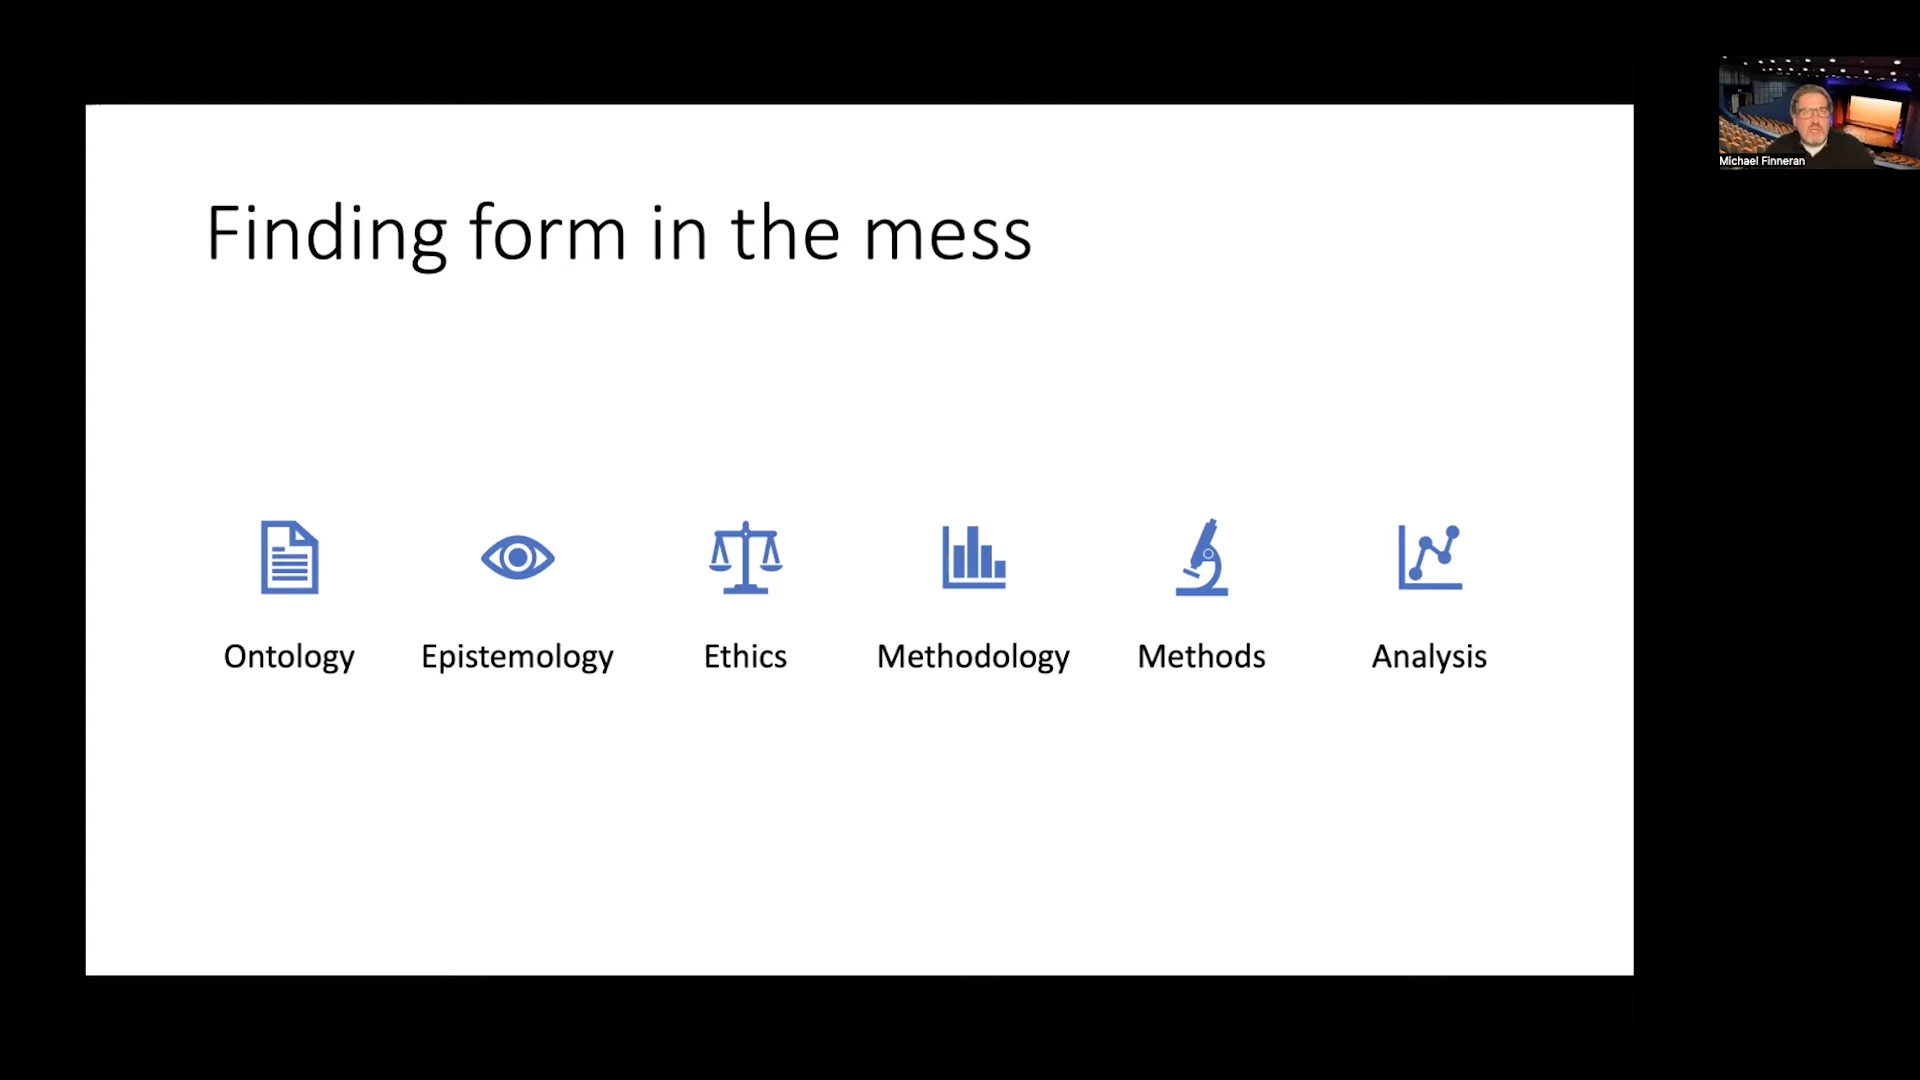 Finding form in the mess
Ontology
Epistemology
Ethics
Methodology
Methods
Analysis
Michael Finneran